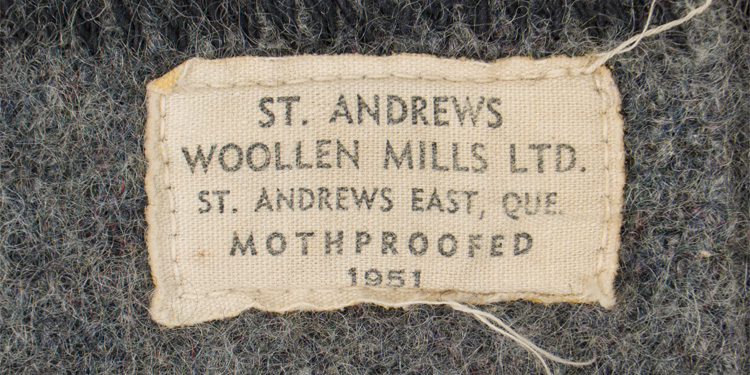 ST. ANDREWS
WOOLLEN MILLS LTD.
ST. ANDREWS EAST, QUE.
MOTHPROOFED
1951